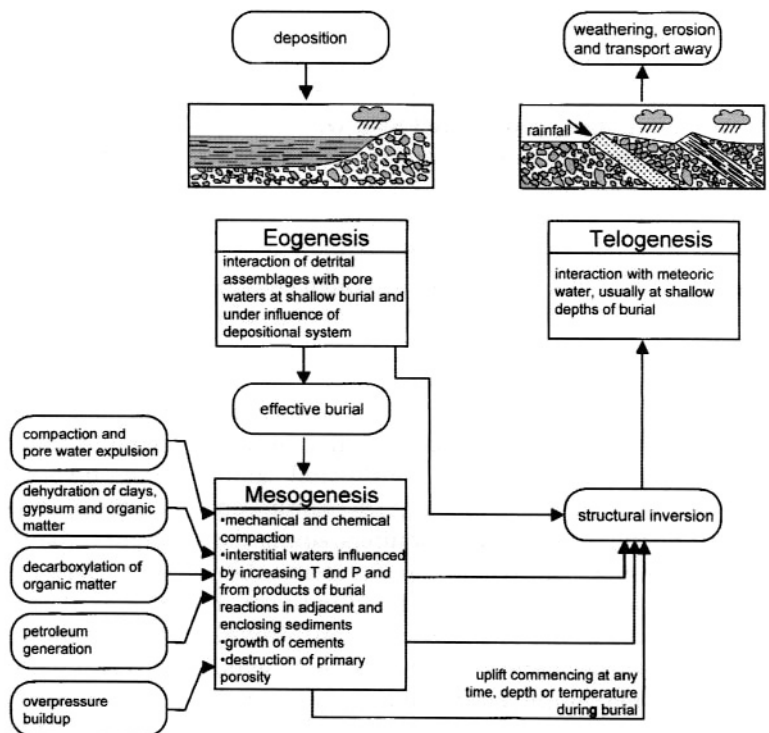 deposition
weathering, erosion
and transport away
rainfall
Eogenesis
interaction of detrital
assemblages with pore
waters at shallow burial and
under influence of
depositional system
Telogenesis
interaction with meteoric
water, usually at shallow
depths of burial
effective burial
compaction and
pore water expulsion
dehydration of clays,
gypsum and organic
matter
decarboxylation of
organic matter
petroleum
generation
overpressure
buildup
Mesogenesis
•mechanical and chemical
compaction
•interstitial waters influenced
by increasing T and P and
from products of burial
reactions in adjacent and
enclosing sediments
•growth of cements
•destruction of primary
porosity
structural inversion
uplift commencing at any
time, depth or temperature
during burial